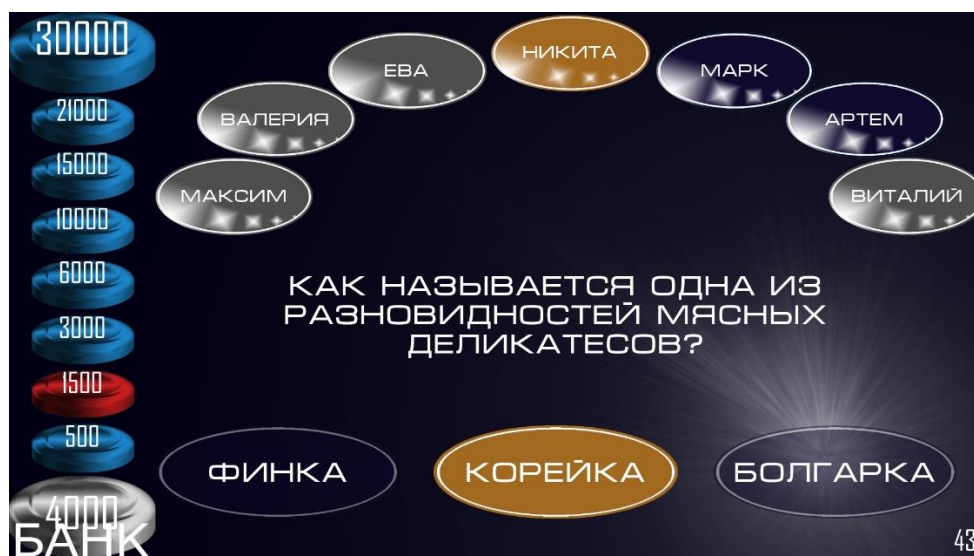 30000
21000
15000
10000
6000
3000
1500
500
4000
БАНК
МАКСИМ
ВАЛЕРИЯ
ЕВА
НИКИТА
МАРК
АРТЕМ
ВИТАЛИЙ
КАК НАЗЫВАЕТСЯ ОДНА ИЗ
РАЗНОВИДНОСТЕЙ МЯСНЫХ
ДЕЛИКАТЕСОВ?
ФИНКА
КОРЕЙКА
БОЛГАРКА
43